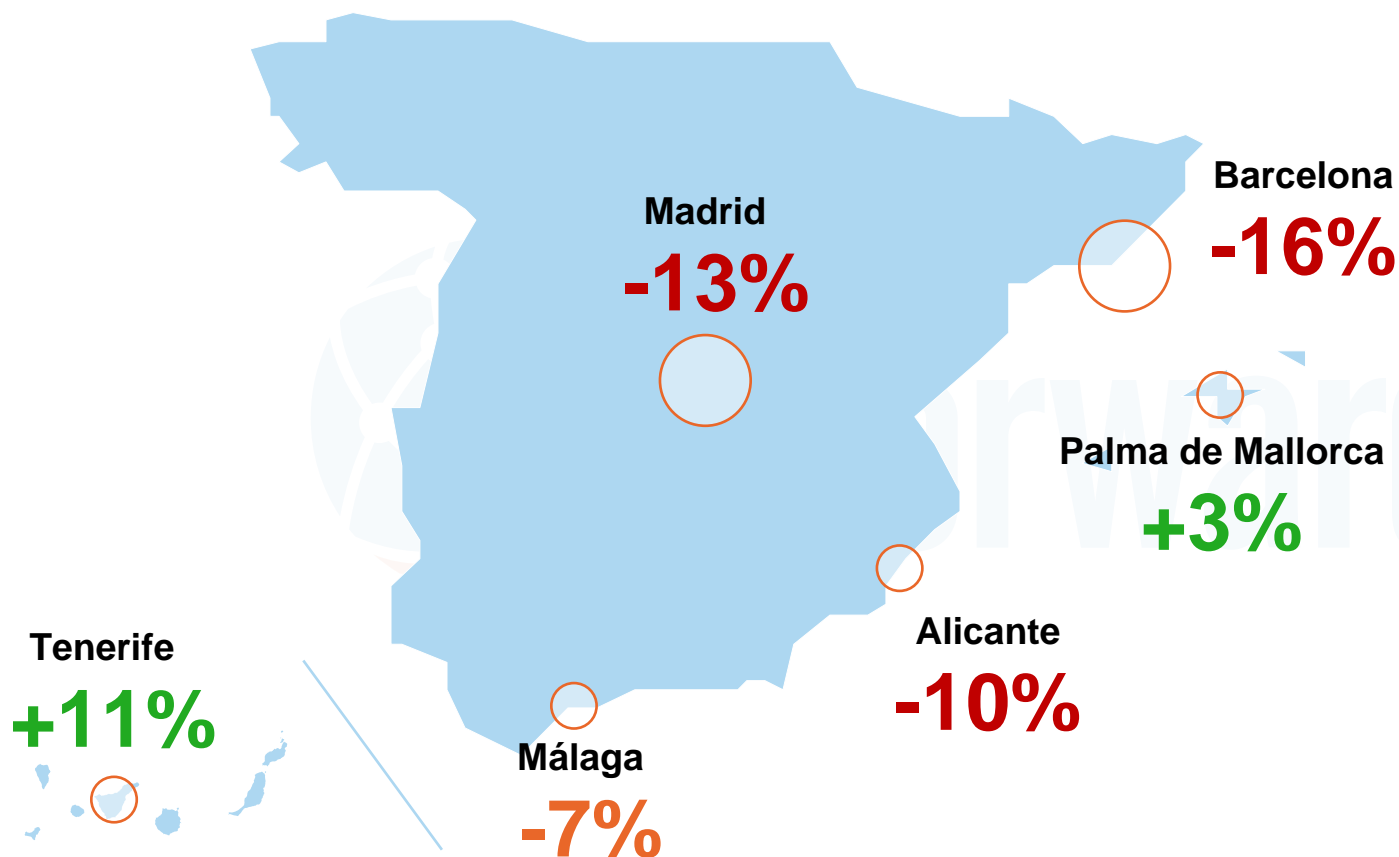 Barcelona
-16%
Madrid
-13%
Palma de Mallorca
+3%
Alicante
-10%
Tenerife
+11%
Málaga
-7%